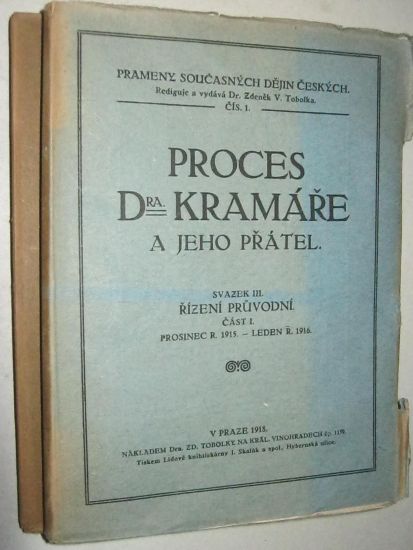 PRAMENY SOUČASNÝCH DĚJIN ČESKÝCH.
Rediguje a vydává Dr. Zdeněk V. Tobolka.
ČÍS. 1.
PROCES
DRA. KRAMÁŘE
A JEHO PŘÁTEL.
SVAZEK III.
ŘÍZENÍ PRŮVODNÍ.
ČÁST I.
PROSINEC R. 1915. – LEDEN R. 1916.
V PRAZE 1918.
NÁKLADEM Dra. ZD. TOBOLKY NA KRÁL. VINOHRADECH čp. 1159.
Tiskem Lidové knihtiskárny J. Skalák a spol., Hybernská ulice.